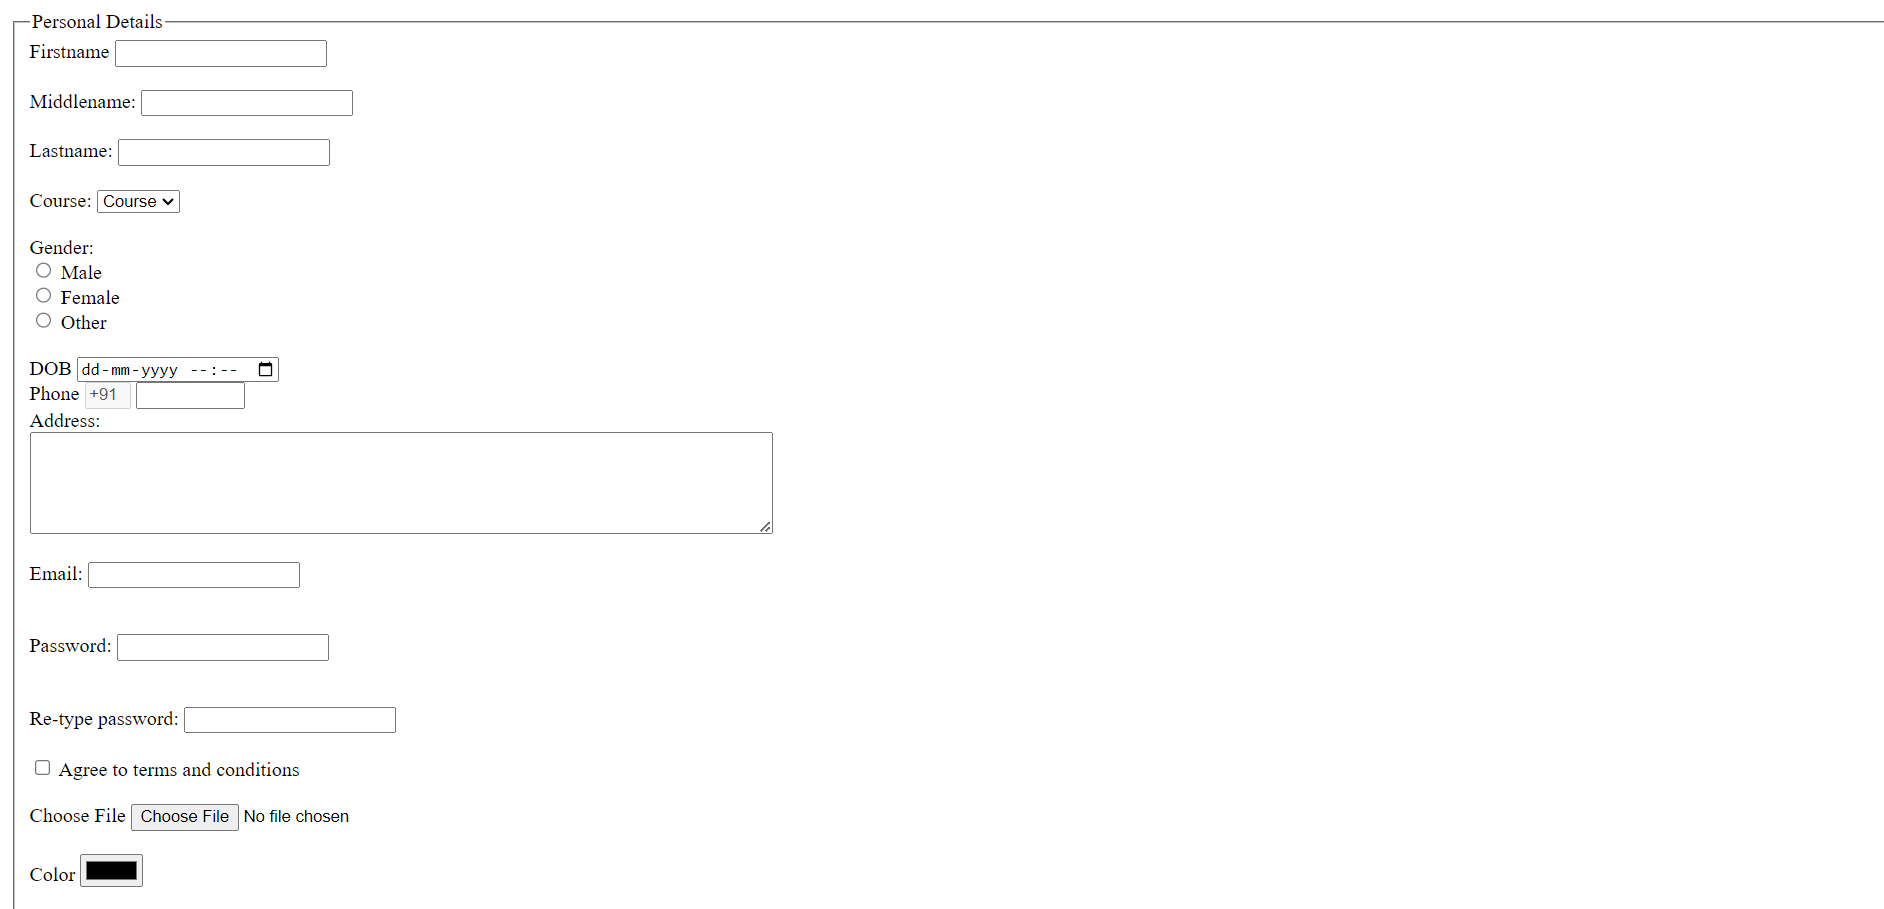 Personal Details
Firstname
Middlename:
Lastname:
Course: Course
Gender:
Male
Female
Other
DOB dd-mm-yyyy --:--
Phone +91
Address:
Email:
Password:
Re-type password:
Agree to terms and conditions
Choose File Choose File No file chosen
Color